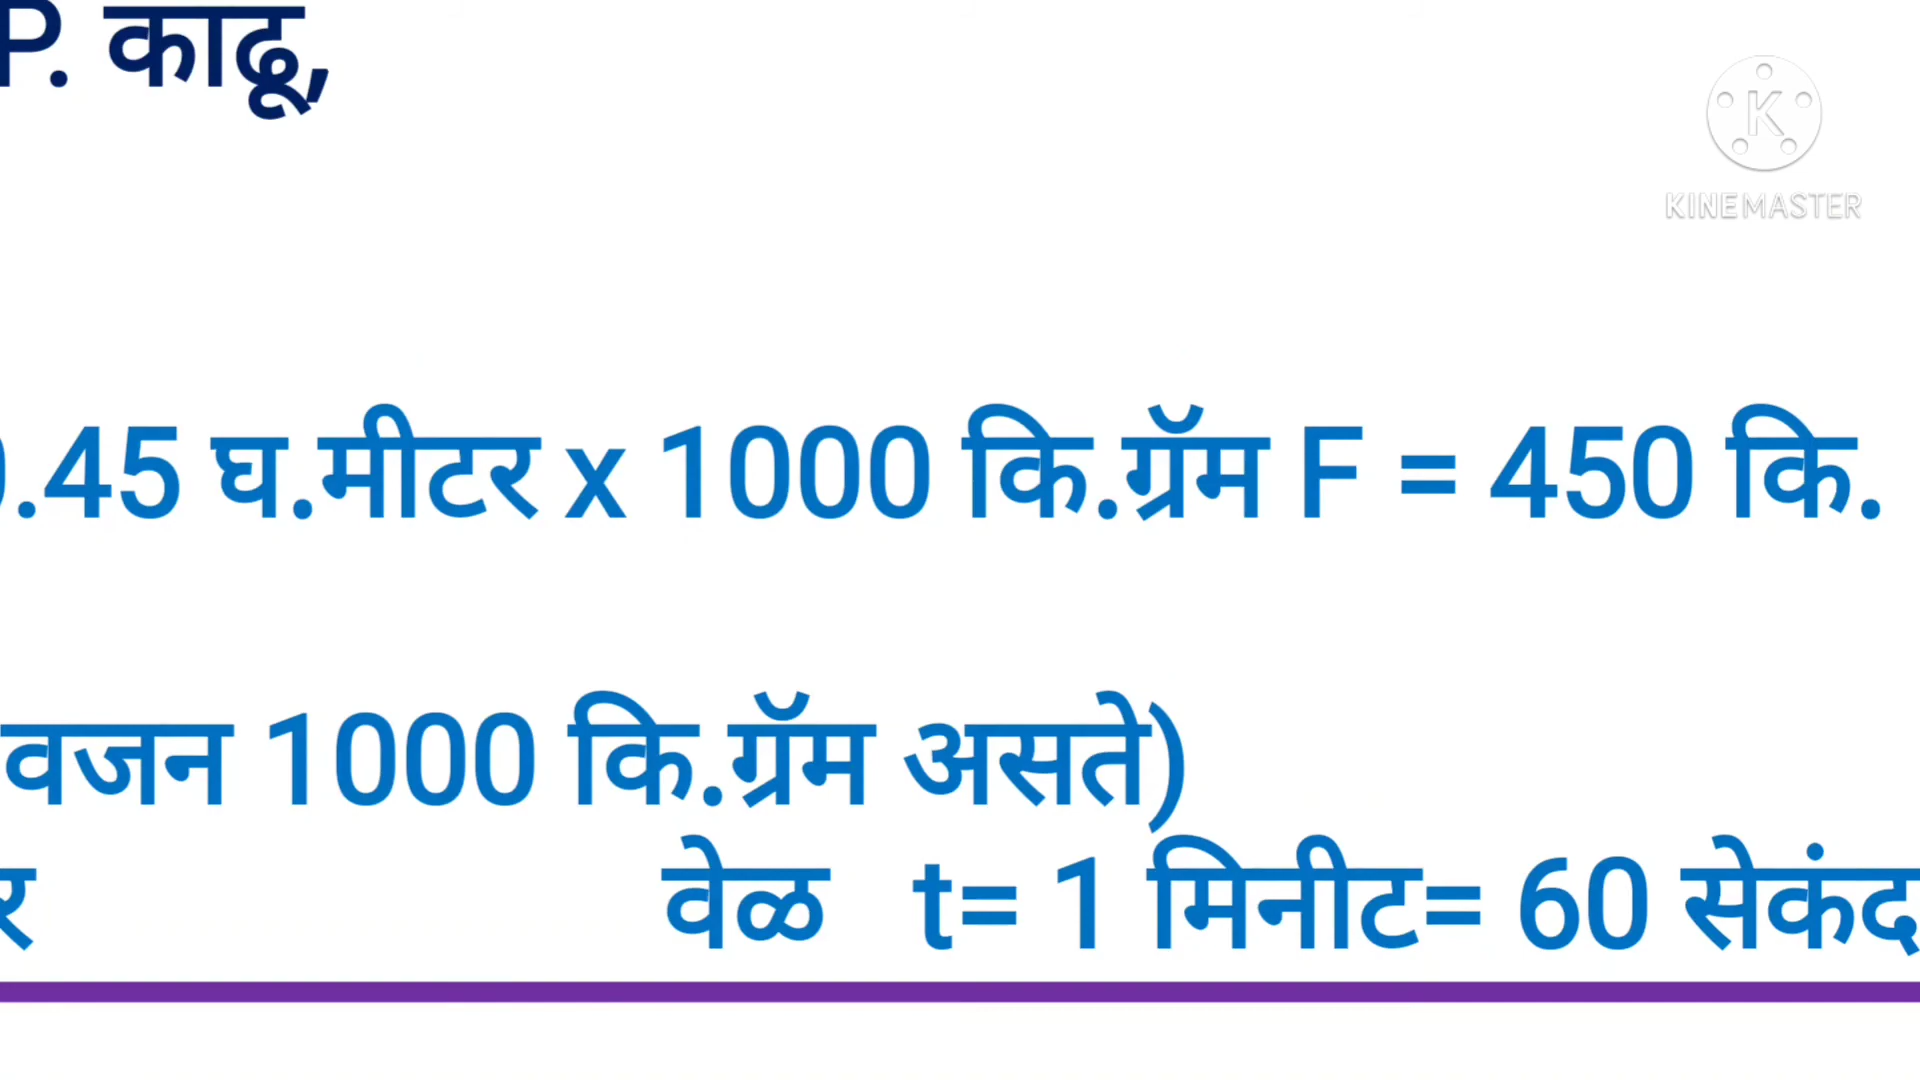 P. काढू,
K
KINEMASTER
.45 घ.मीटर x 1000 कि.ग्रॅम F = 450 कि.
वजन 1000 कि.ग्रॅम असते)
र वेळ t= 1 मिनीट= 60 सेकंद